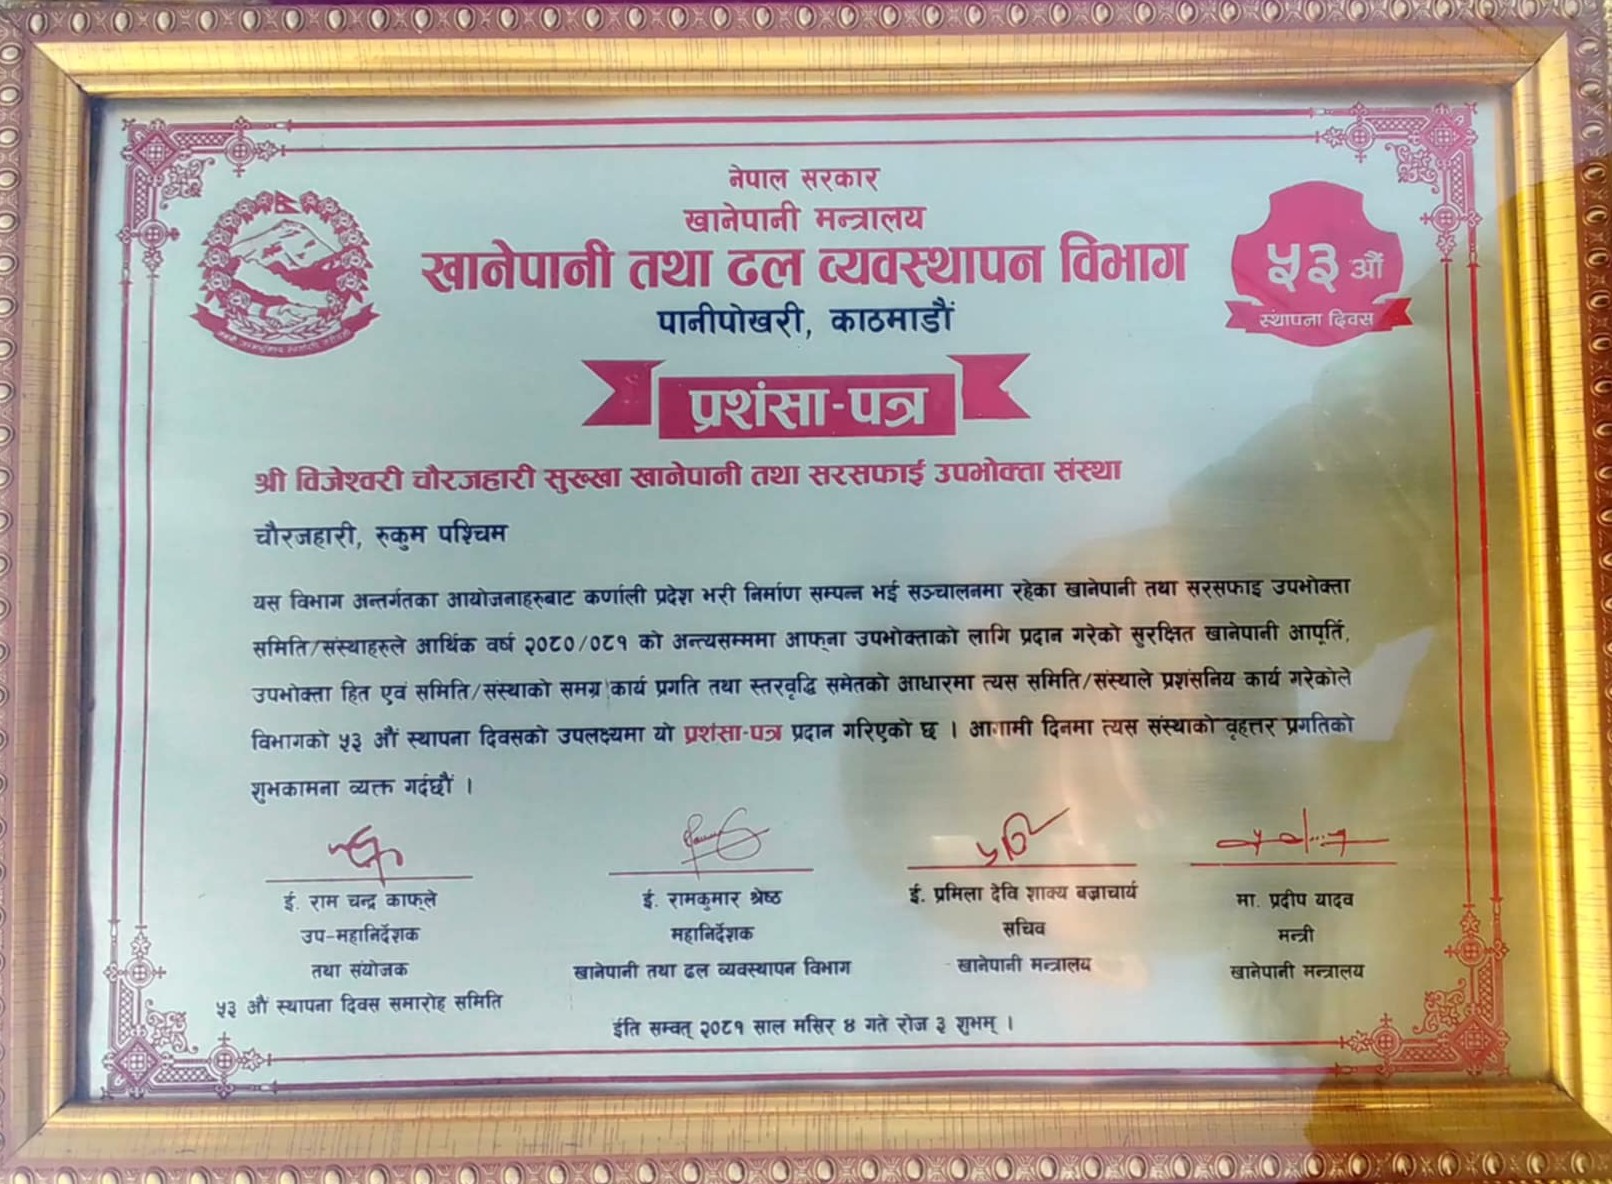 नेपाल सरकार
खानेपानी मन्त्रालय
खानेपानी तथा ढल व्यवस्थापन विभाग
पानीपोखरी, काठमाडौं
५३ औं
स्थापना दिवस
प्रशंसा-पत्र
श्री विजेश्वरी चौरजहारी सुख्खा खानेपानी तथा सरसफाई उपभोक्ता संस्था
चौरजहारी, रुकुम पश्चिम
यस विभाग अन्तर्गतका आयोजनाहरुबाट कर्णाली प्रदेश भरी निर्माण सम्पन्न भई सञ्चालनमा रहेका खानेपानी तथा सरसफाइ उपभोक्ता
समिति/संस्थाहरुले आर्थिक वर्ष २०८०/०८१ को अन्त्यसम्ममा आफ्ना उपभोक्ताको लागि प्रदान गरेको सुरक्षित खानेपानी आपूर्ति,
उपभोक्ता हित एवं समिति/संस्थाको समग्र कार्य प्रगति तथा स्तरवृद्धि समेतको आधारमा त्यस समिति/संस्थाले प्रशंसनिय कार्य गरेकोले
विभागको ५३ औं स्थापना दिवसको उपलक्ष्यमा यो प्रशंसा-पत्र प्रदान गरिएको छ । आगामी दिनमा त्यस संस्थाको वृहत्तर प्रगतिको
शुभकामना व्यक्त गर्दछौं ।
ई. राम चन्द्र काफ्ले
उप-महानिर्देशक
तथा संयोजक
५३ औं स्थापना दिवस समारोह समिति
ई. रामकुमार श्रेष्ठ
महानिर्देशक
खानेपानी तथा ढल व्यवस्थापन विभाग
ई. प्रमिला देवि शाक्य बज्राचार्य
सचिव
खानेपानी मन्त्रालय
मा. प्रदीप यादव
मन्त्री
खानेपानी मन्त्रालय
ईति सम्वत् २०८१ साल मसिर ४ गते रोज ३ शुभम् ।